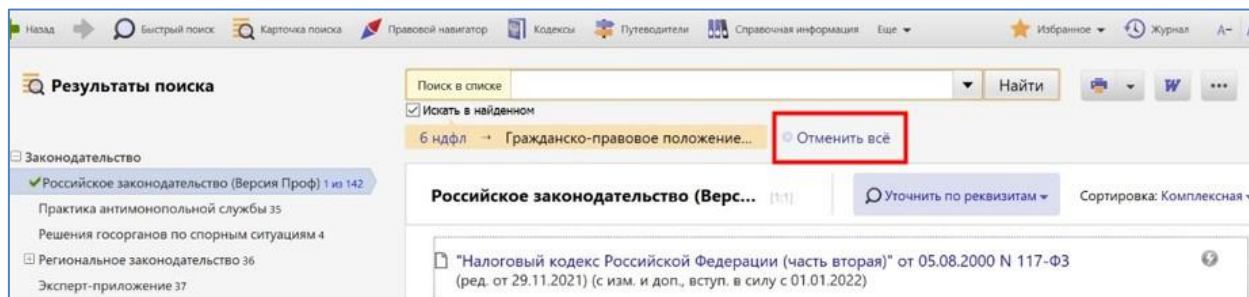 Назад Быстрый поиск Карточка поиска Правовой навигатор Кодексы Путеводители Справочная информация Еще Избранное Журнал А-
Результаты поиска
Поиск в списке Найти W ...
Искать в найденном
6 ндфл → Гражданско-правовое положение... Отменить всё
Законодательство
Российское законодательство (Версия Проф) 1 из 142
Практика антимонопольной службы 35
Решения госорганов по спорным ситуациям 4
Региональное законодательство 36
Эксперт-приложение 37
Российское законодательство (Верс... [1:1] Уточнить по реквизитам Сортировка: Комплексная
"Налоговый кодекс Российской Федерации (часть вторая)" от 05.08.2000 N 117-ФЗ
(ред. от 29.11.2021) (с изм. и доп., вступ. в силу с 01.01.2022)